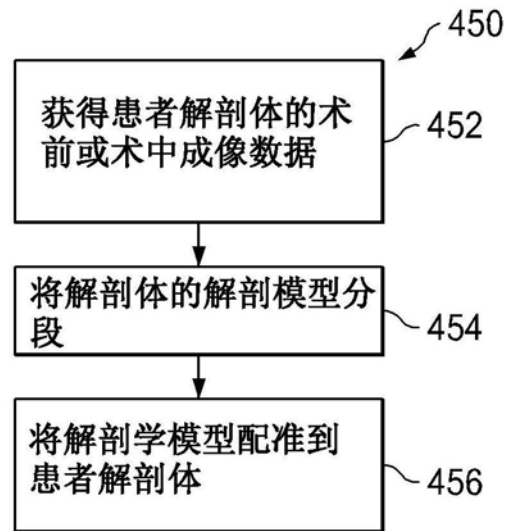 450
获得患者解剖体的术
前或术中成像数据
452
将解剖体的解剖模型分
段
454
将解剖学模型配准到
患者解剖体
456